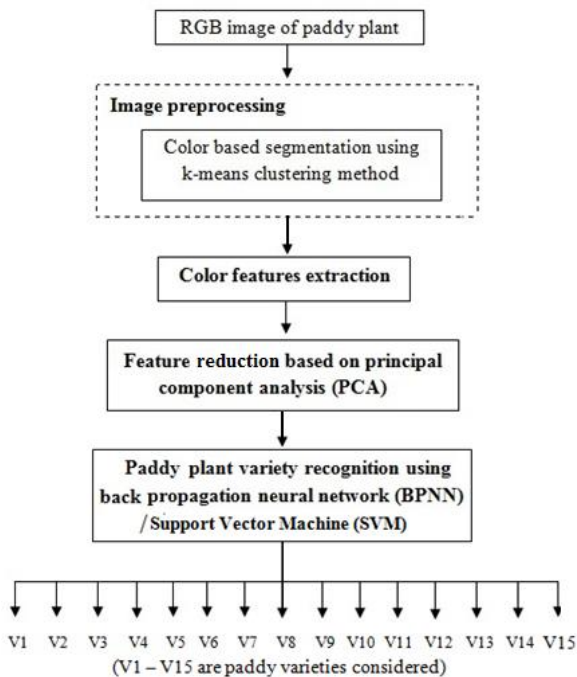 RGB image of paddy plant
Image preprocessing
Color based segmentation using
k-means clustering method
Color features extraction
Feature reduction based on principal
component analysis (PCA)
Paddy plant variety recognition using
back propagation neural network (BPNN)
/Support Vector Machine (SVM)
V1 V2 V3 V4 V5 V6 V7 V8 V9 V10 V11 V12 V13 V14 V15
(V1 – V15 are paddy varieties considered)